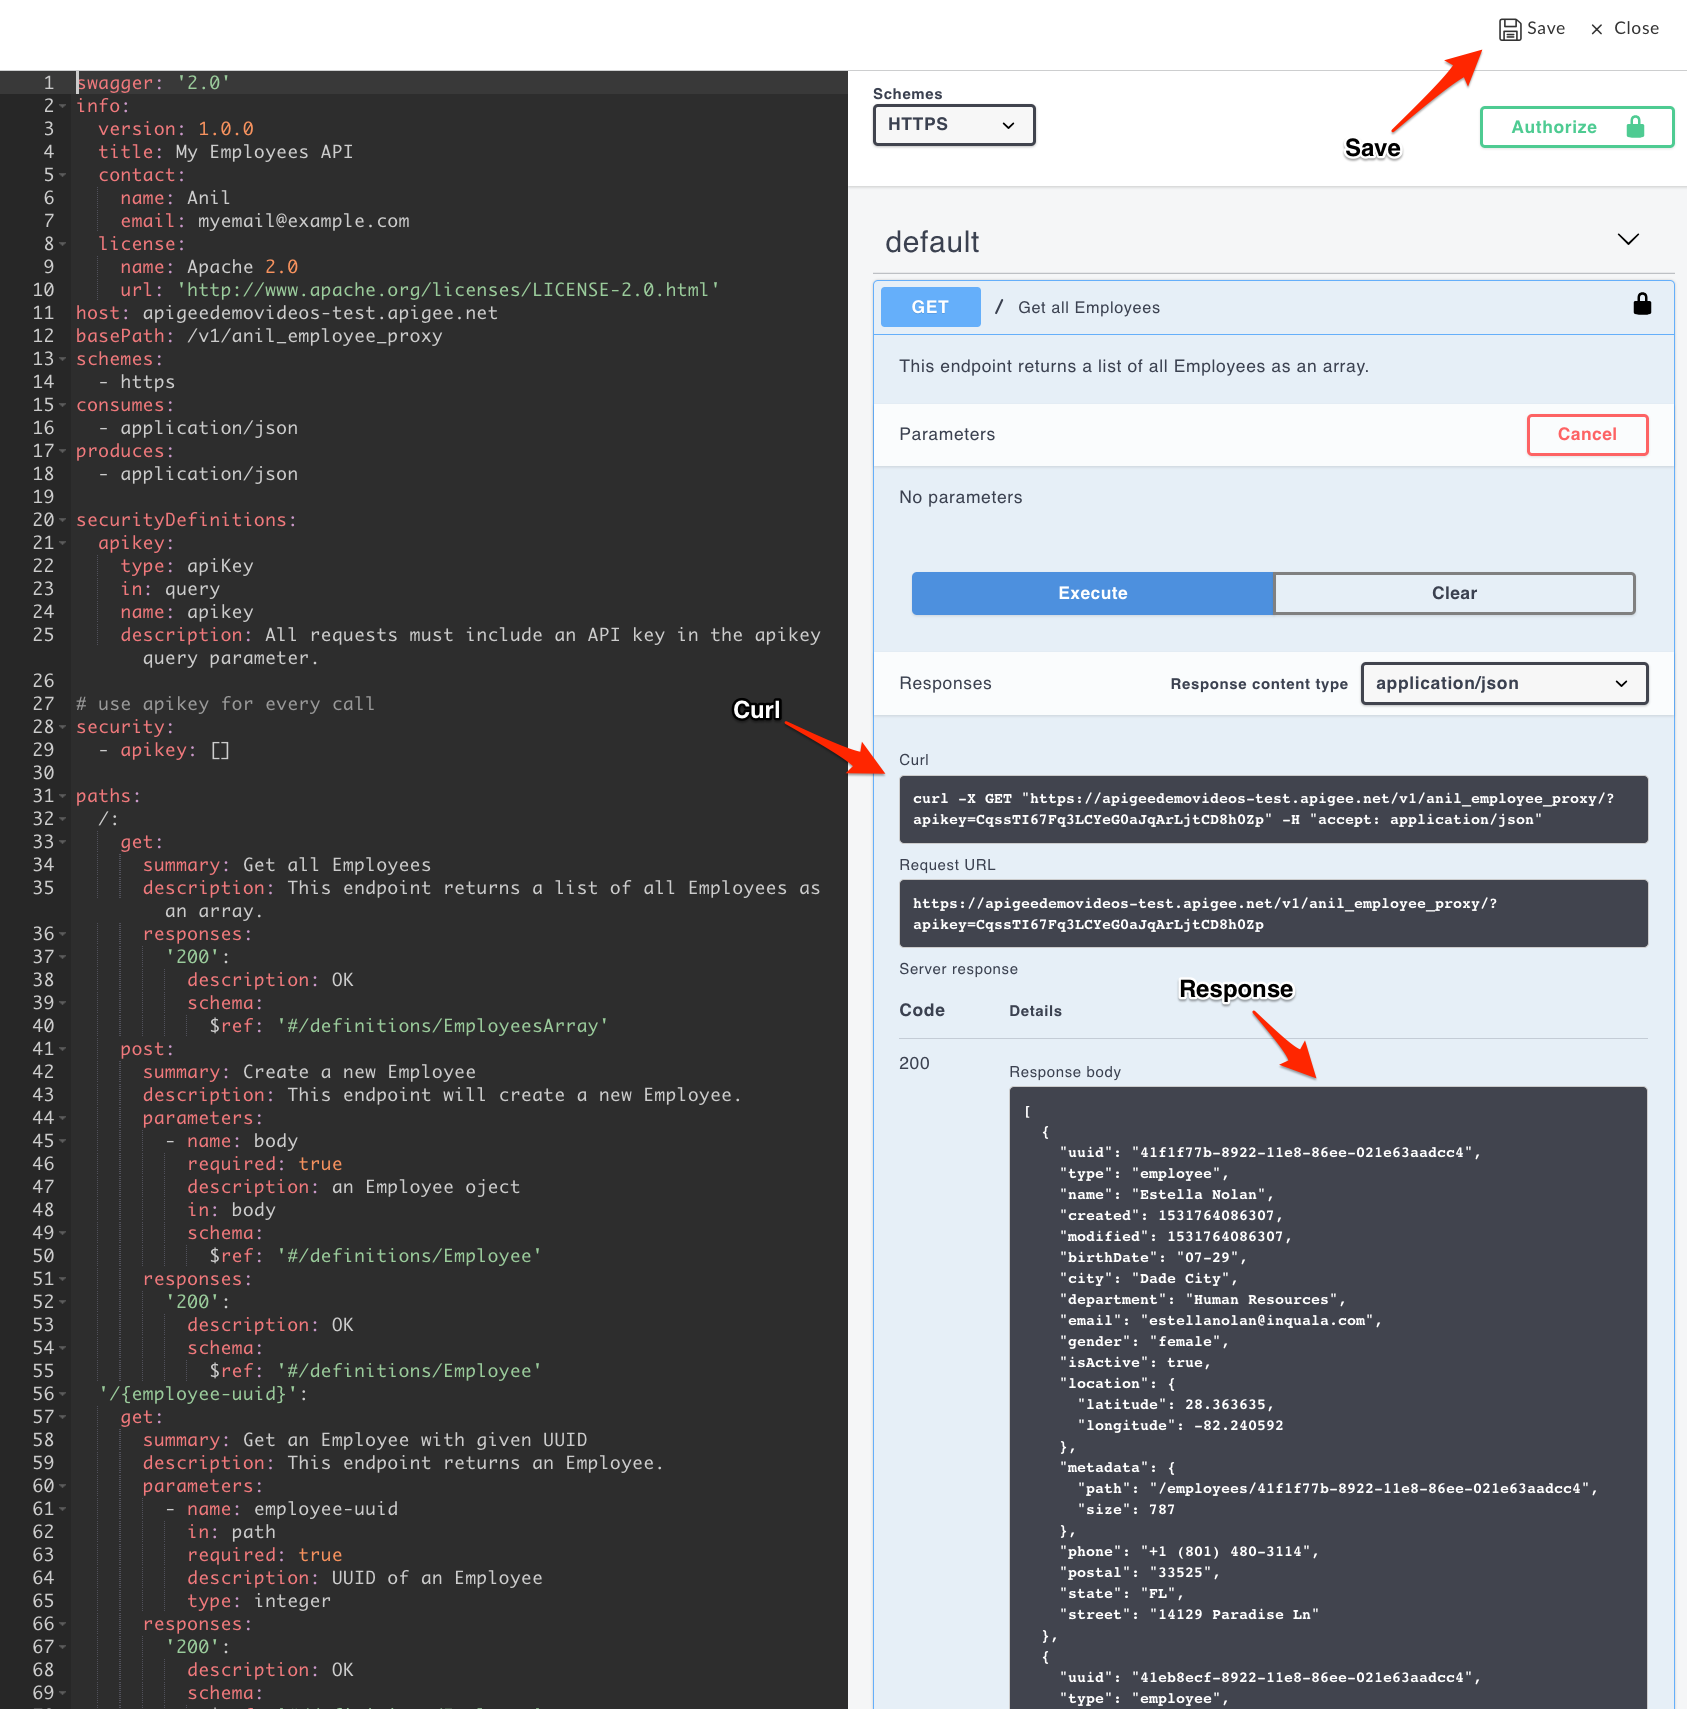 Save
× Close
Save
1 swagger: '2.0'
2 info:
3 version: 1.0.0
4 title: My Employees API
5 contact:
6 name: Anil
7 email: myemail@example.com
8 license:
9 name: Apache 2.0
10 url: 'http://www.apache.org/licenses/LICENSE-2.0.html'
11 host: apigeedemovideos-test.apigee.net
12 basePath: /v1/anil_employee_proxy
13 schemes:
14 - https
15 consumes:
16 - application/json
17 produces:
18 - application/json
19
20 securityDefinitions:
21 apikey:
22 type: apiKey
23 in: query
24 name: apikey
25 description: All requests must include an API key in the apikey
query parameter.
26
27 # use apikey for every call
28 security:
29 - apikey: []
30
31 paths:
32 /:
33 get:
34 summary: Get all Employees
35 description: This endpoint returns a list of all Employees as
an array.
36 responses:
37 '200':
38 description: OK
39 schema:
40 $ref: '#/definitions/EmployeesArray'
41 post:
42 summary: Create a new Employee
43 description: This endpoint will create a new Employee.
44 parameters:
45 - name: body
46 required: true
47 description: an Employee oject
48 in: body
49 schema:
50 $ref: '#/definitions/Employee'
51 responses:
52 '200':
53 description: OK
54 schema:
55 $ref: '#/definitions/Employee'
56 '/{employee-uuid}':
57 get:
58 summary: Get an Employee with given UUID
59 description: This endpoint returns an Employee.
60 parameters:
61 - name: employee-uuid
62 in: path
63 required: true
64 description: UUID of an Employee
65 type: integer
66 responses:
67 '200':
68 description: OK
69 schema:
Schemes
HTTPS
Authorize
default
GET / Get all Employees
This endpoint returns a list of all Employees as an array.
Parameters
Cancel
No parameters
Execute
Clear
Responses
Response content type
application/json
Curl
Curl
curl -X GET "https://apigeedemovideos-test.apigee.net/v1/anil_employee_proxy/?
apikey=CqssTI67Fq3LCYeGOaJqArLjtCD8h0Zp" -H "accept: application/json"
Request URL
https://apigeedemovideos-test.apigee.net/v1/anil_employee_proxy/?
apikey=CqssTI67Fq3LCYeGOaJqArLjtCD8h0Zp
Server response
Response
Code
Details
200
Response body
[
{
"uuid": "41f1f77b-8922-11e8-86ee-021e63aadcc4",
"type": "employee",
"name": "Estella Nolan",
"created": 1531764086307,
"modified": 1531764086307,
"birthDate": "07-29",
"city": "Dade City",
"department": "Human Resources",
"email": "estellanolan@inquala.com",
"gender": "female",
"isActive": true,
"location": {
"latitude": 28.363635,
"longitude": -82.240592
},
"metadata": {
"path": "/employees/41f1f77b-8922-11e8-86ee-021e63aadcc4",
"size": 787
},
"phone": "+1 (801) 480-3114",
"postal": "33525",
"state": "FL",
"street": "14129 Paradise Ln"
},
{
"uuid": "41eb8ecf-8922-11e8-86ee-021e63aadcc4",
"type": "employee",